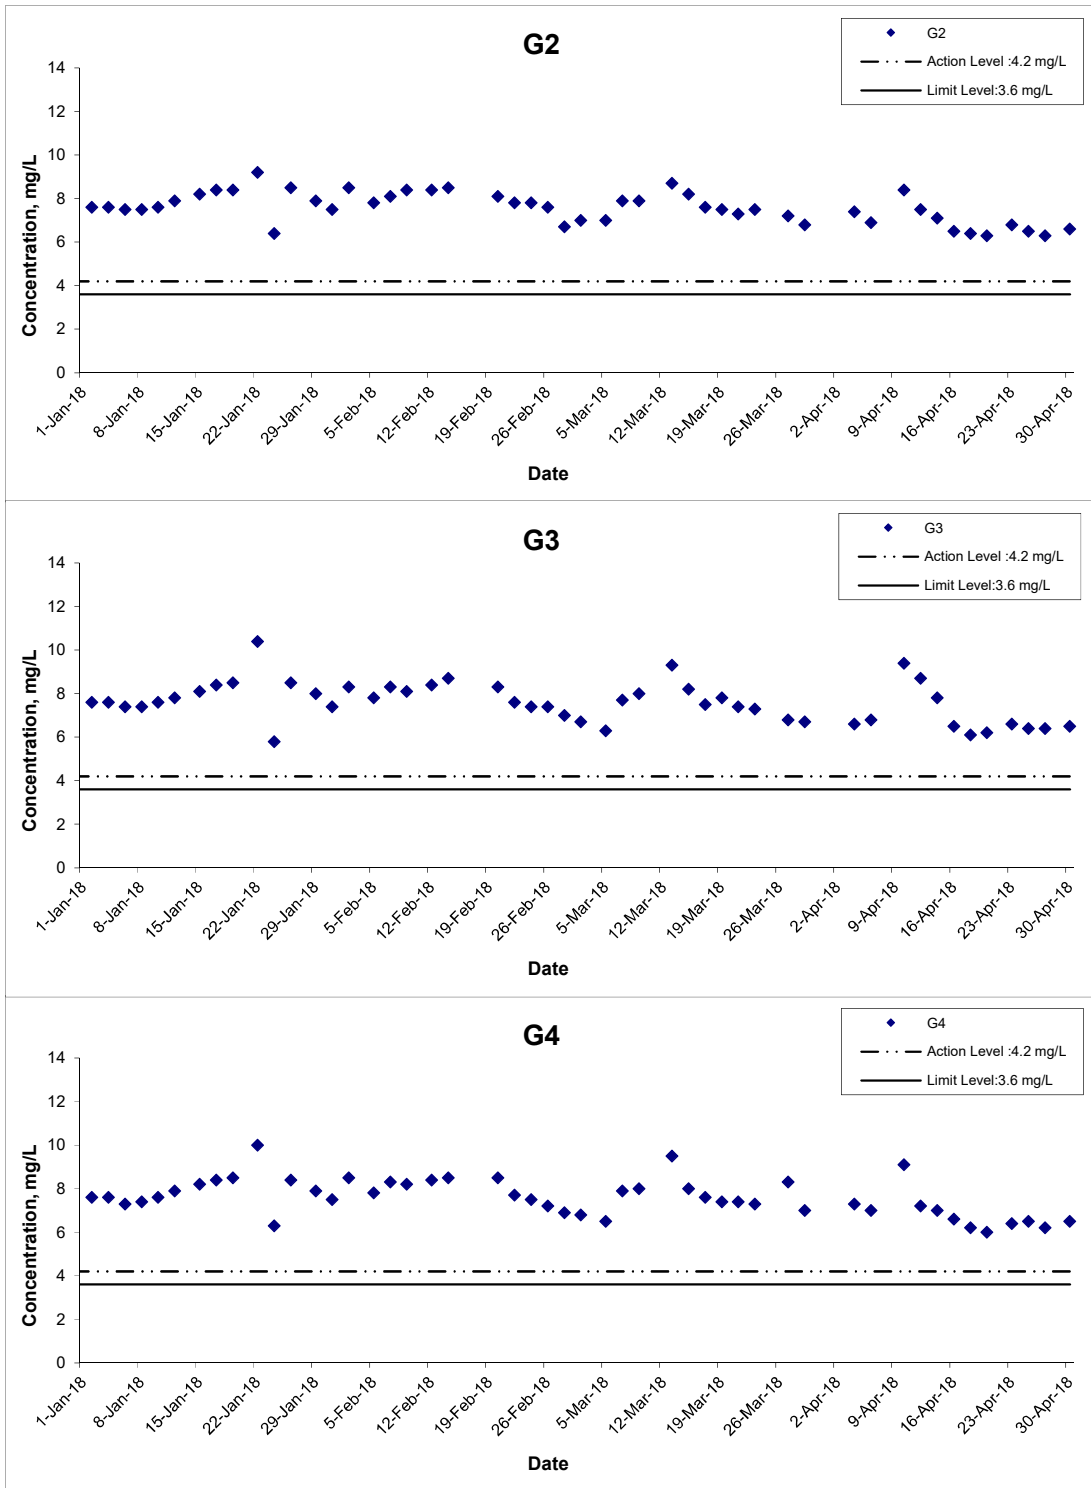 G2
G2
Action Level :4.2 mg/L
Limit Level:3.6 mg/L
Concentration, mg/L
14
12
10
8
6
4
2
0
1-Jan-18 8-Jan-18 15-Jan-18 22-Jan-18 29-Jan-18 5-Feb-18 12-Feb-18 19-Feb-18 26-Feb-18 5-Mar-18 12-Mar-18 19-Mar-18 26-Mar-18 2-Apr-18 9-Apr-18 16-Apr-18 23-Apr-18 30-Apr-18
Date
G3
G3
Action Level :4.2 mg/L
Limit Level:3.6 mg/L
Concentration, mg/L
14
12
10
8
6
4
2
0
1-Jan-18 8-Jan-18 15-Jan-18 22-Jan-18 29-Jan-18 5-Feb-18 12-Feb-18 19-Feb-18 26-Feb-18 5-Mar-18 12-Mar-18 19-Mar-18 26-Mar-18 2-Apr-18 9-Apr-18 16-Apr-18 23-Apr-18 30-Apr-18
Date
G4
G4
Action Level :4.2 mg/L
Limit Level:3.6 mg/L
Concentration, mg/L
14
12
10
8
6
4
2
0
1-Jan-18 8-Jan-18 15-Jan-18 22-Jan-18 29-Jan-18 5-Feb-18 12-Feb-18 19-Feb-18 26-Feb-18 5-Mar-18 12-Mar-18 19-Mar-18 26-Mar-18 2-Apr-18 9-Apr-18 16-Apr-18 23-Apr-18 30-Apr-18
Date